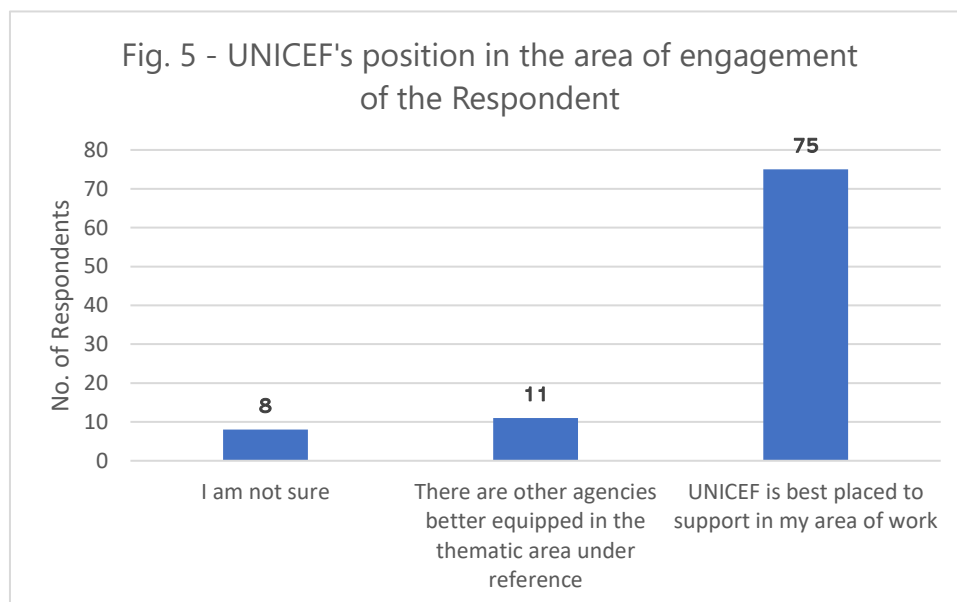 Fig. 5 - UNICEF's position in the area of engagement
of the Respondent
No. of Respondents
80
70
60
50
40
30
20
10
0
8
11
75
I am not sure
There are other agencies
better equipped in the
thematic area under
reference
UNICEF is best placed to
support in my area of work